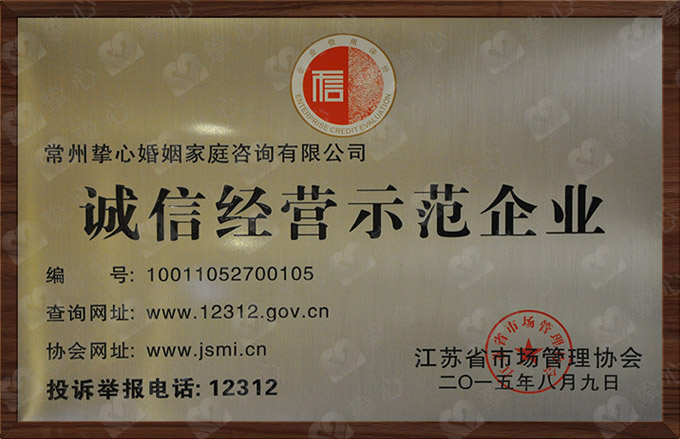 企业信用评价
信
ENTERPRISE CREDIT EVALUATION
常州挚心婚姻家庭咨询有限公司
诚信经营示范企业
编 号: 10011052700105
查询网址: www.12312.gov.cn
协会网址: www.jsmi.cn
投诉举报电话: 12312
江苏省市场管理协会
二〇一五年八月九日